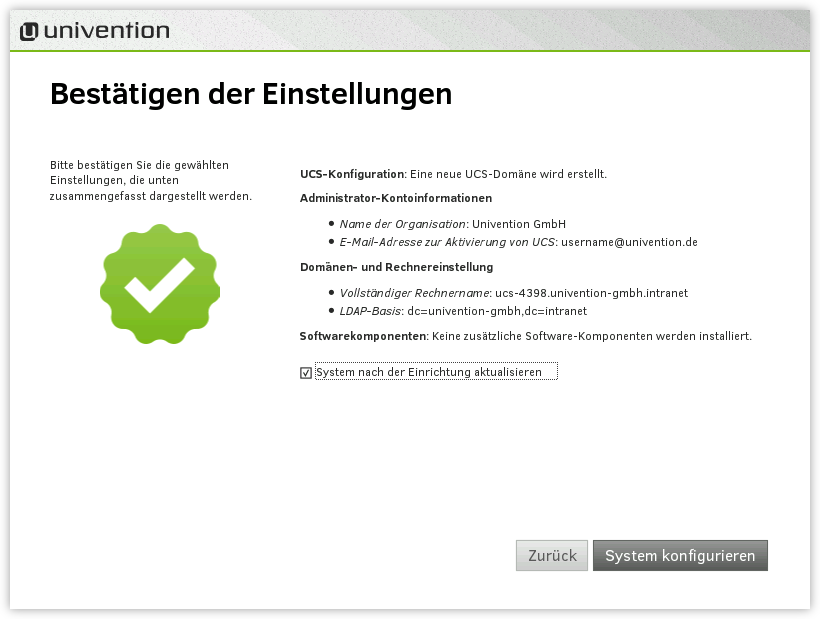 univention
Bestätigen der Einstellungen
Bitte bestätigen Sie die gewählten
Einstellungen, die unten
zusammengefasst dargestellt werden.
UCS-Konfiguration: Eine neue UCS-Domäne wird erstellt.
Administrator-Kontoinformationen
• Name der Organisation: Univention GmbH
• E-Mail-Adresse zur Aktivierung von UCS: username@univention.de
Domänen- und Rechnereinstellung
• Vollständiger Rechnername: ucs-4398.univention-gmbh.intranet
• LDAP-Basis: dc=univention-gmbh,dc=intranet
Softwarekomponenten: Keine zusätzliche Software-Komponenten werden installiert.
System nach der Einrichtung aktualisieren
Zurück System konfigurieren